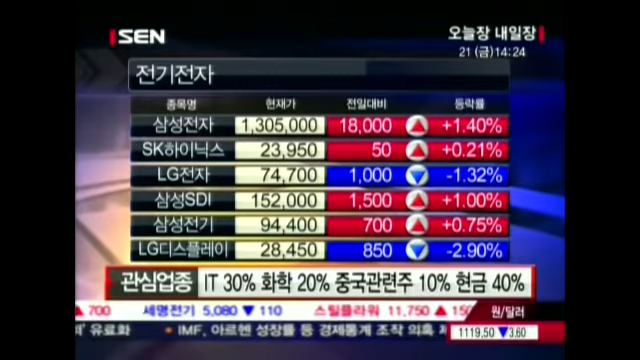 SEN
오늘장 내일장
21 (금) 14:24
전기전자
종목명 현재가 전일대비 등락률
삼성전자 1,305,000 18,000 ▲ +1.40%
SK하이닉스 23,950 50 ▲ +0.21%
LG전자 74,700 1,000 ▼ -1.32%
삼성SDI 152,000 1,500 ▲ +1.00%
삼성전기 94,400 700 ▲ +0.75%
LG디스플레이 28,450 850 ▼ -2.90%
관심업종 IT 30% 화학 20% 중국관련주 10% 현금 40%
▲ 700 세명전기 5,080 ▼ 110 스틸플라워 11,750 ▲ 150
원/달러
유료화 • IMF, 아르헨 성장률 등 경제통계 조작 의혹
1119.50 ▼3.60